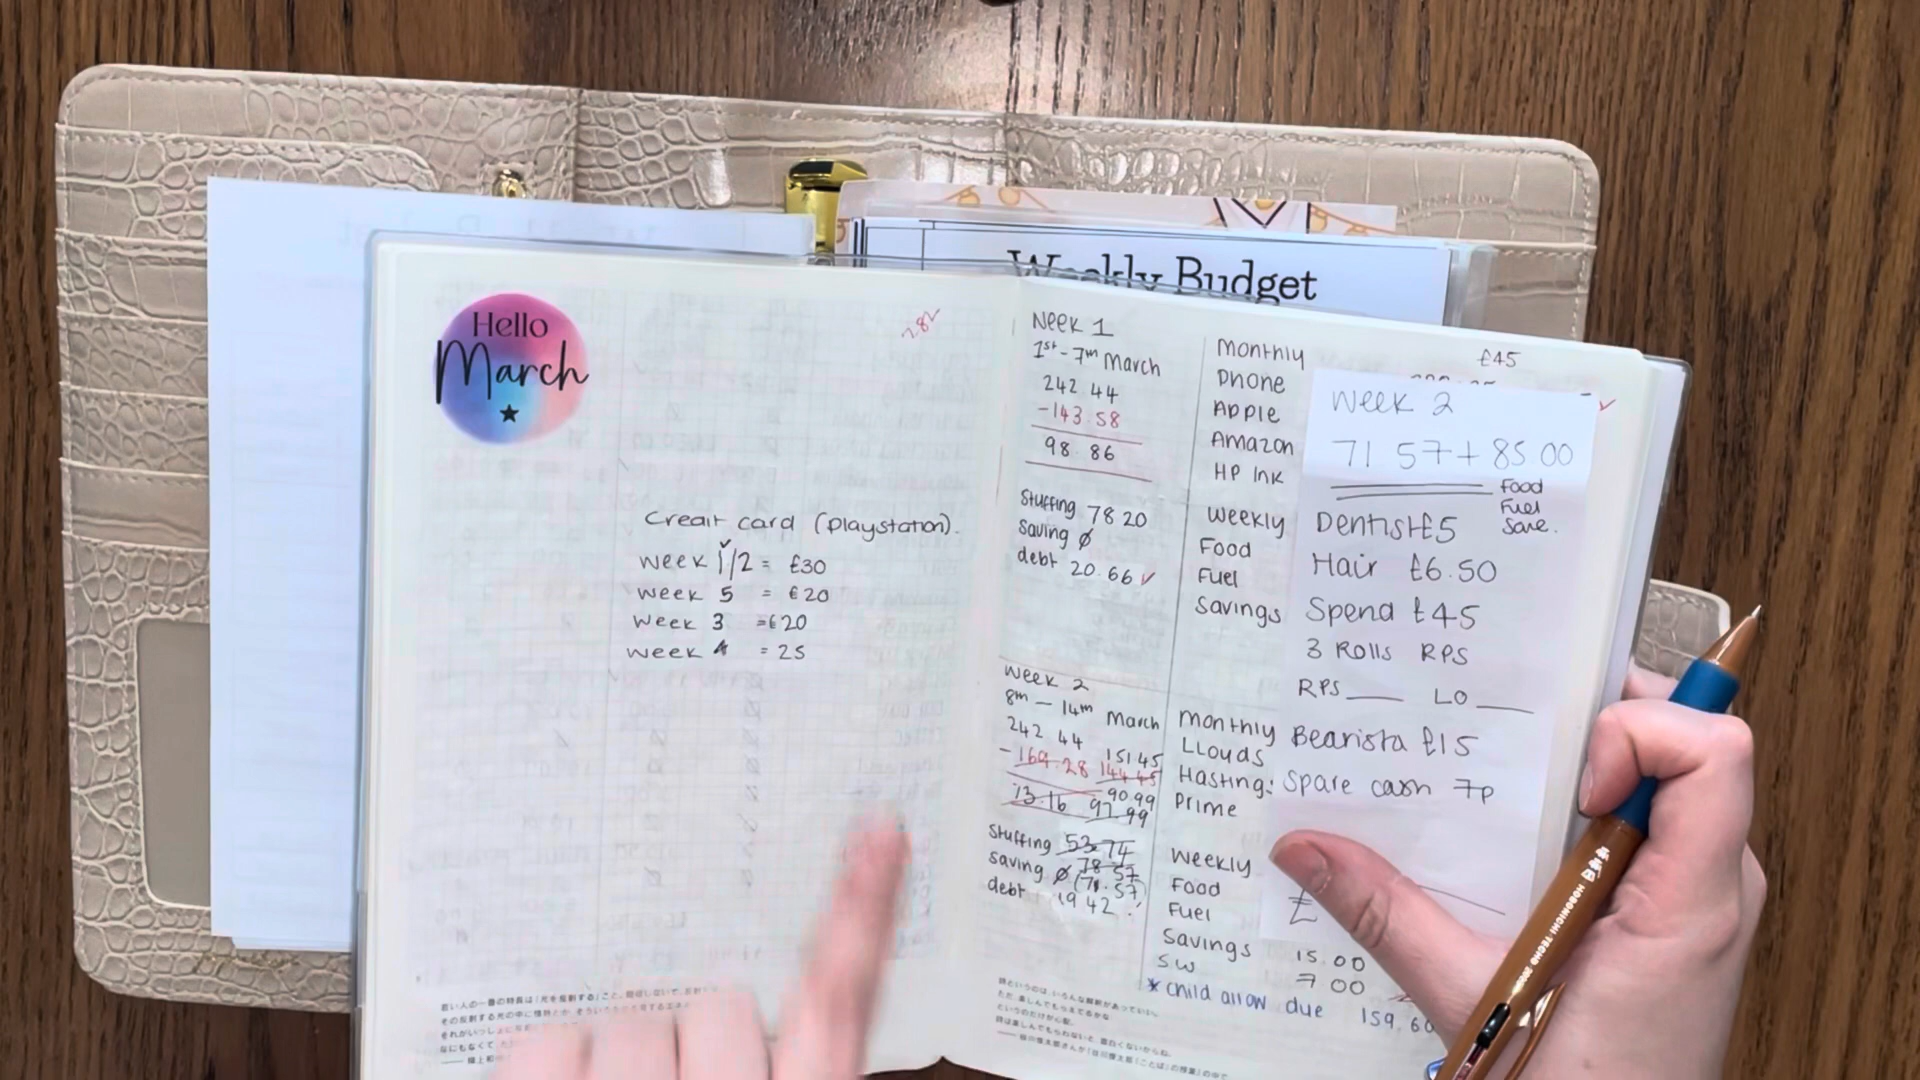 Weekly Budget
Hello
March
Credit card (playstation).
week 1/2 = £30
week 5 = £20
week 3 = £20
week 4 = 25
Week 1
1st - 7th March
242.44
-143.58
98.86
Stuffing 78 20
Saving ø
debt 20.66 ✓
Monthly £45
Phone
Apple
Amazon
HP Ink
Weekly
Food
Fuel
Savings
Week 2
71 57 + 85 00
Food
Fuel
Save.
Dentist £5
Hair £6.50
Spend £45
3 Rolls RPS
RPS ___ LO ___
Bearista £15
Spare cash 7p
£
Week 2
8th - 14th March
242 44 151 45
-169.28 144 45
73.16 90.99
97.99
Stuffing 53.74
78 57
Saving ø (71.57)
debt 19 42
Monthly
Llouds
Hastings
Prime
Weekly
Food
Fuel
Savings 15.00
SW 7 00
* child allow due 159.60